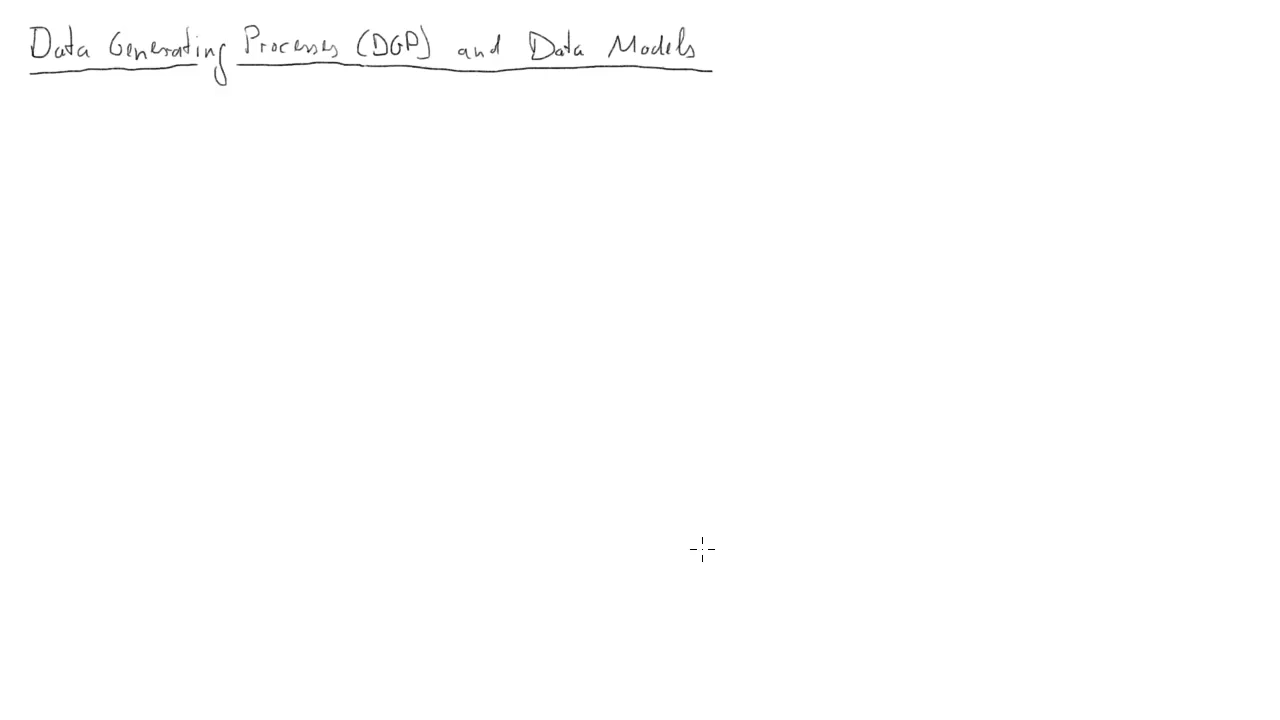 Data Generating Processes (DGP) and Data Models